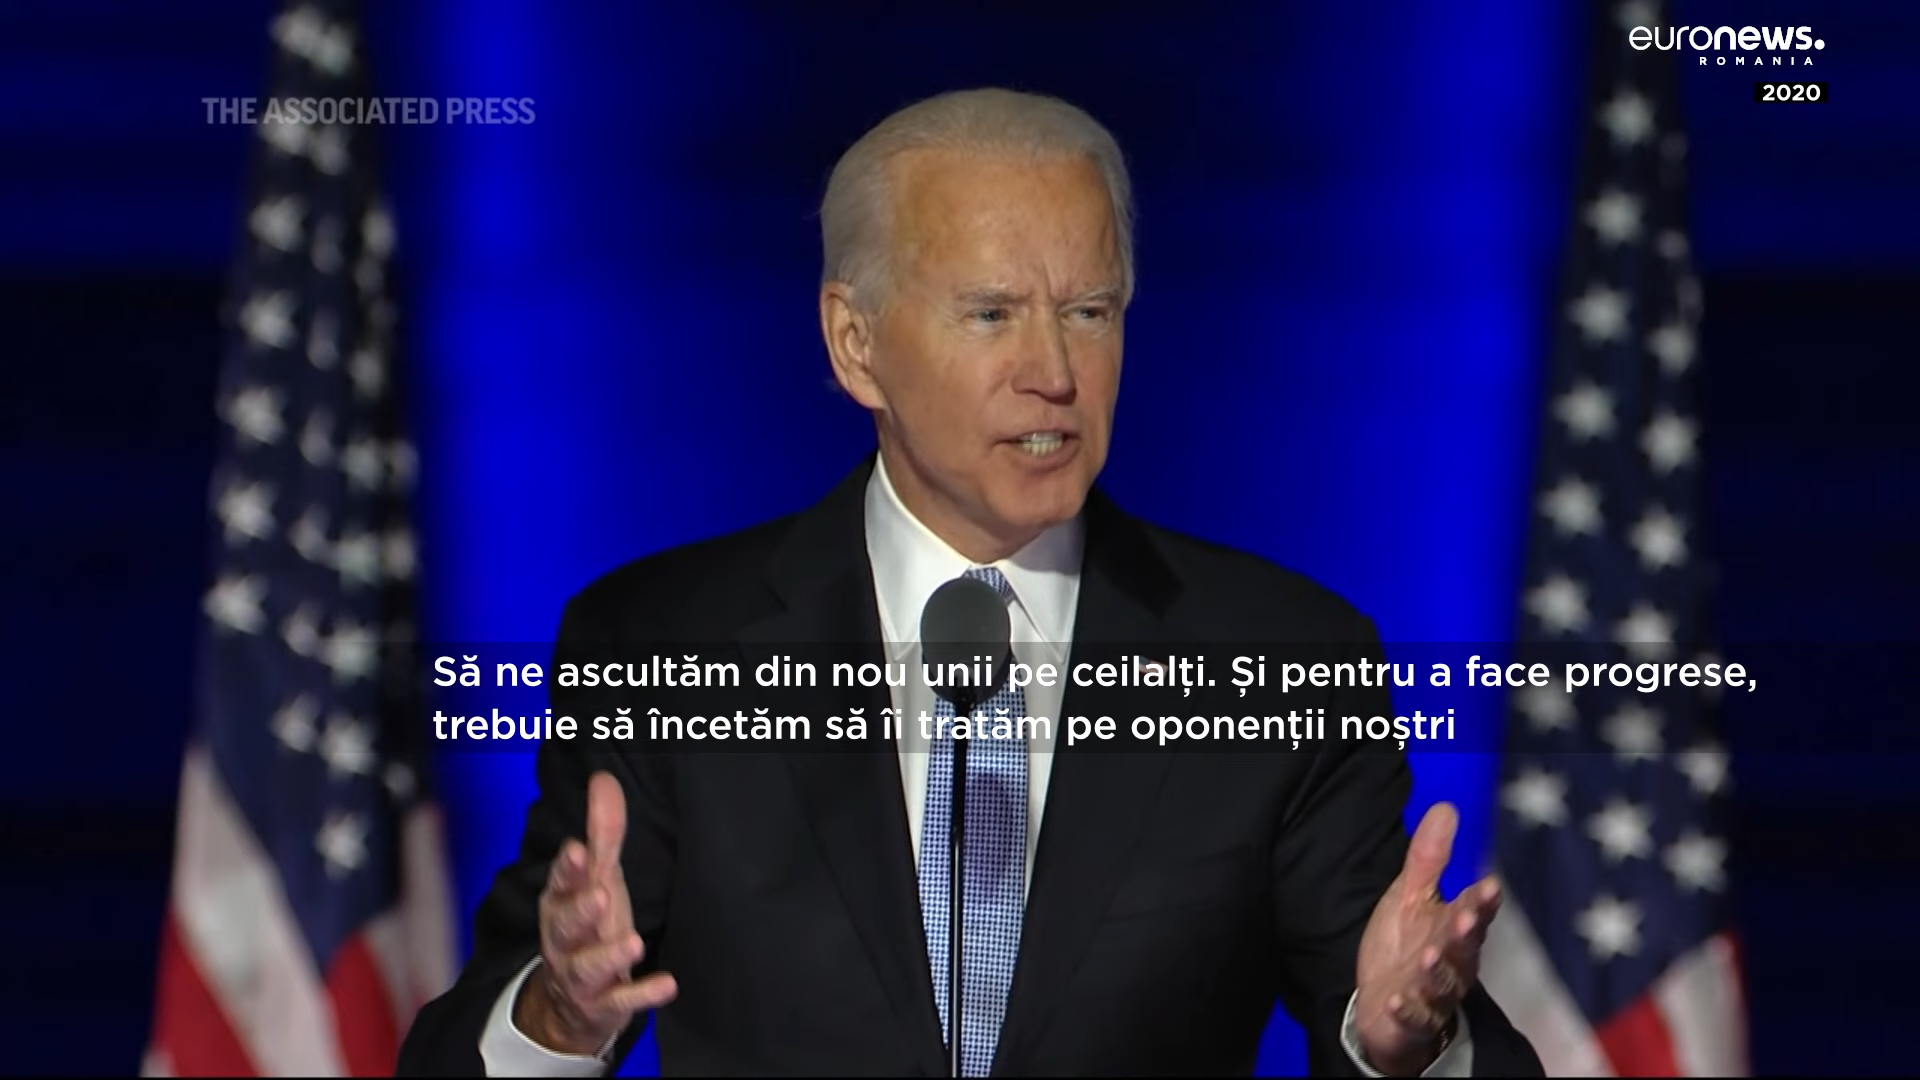 euronews.
ROMANIA
2020
THE ASSOCIATED PRESS
Să ne ascultăm din nou unii pe ceilalți. Și pentru a face progrese,
trebuie să încetăm să îi tratăm pe oponenții noștri